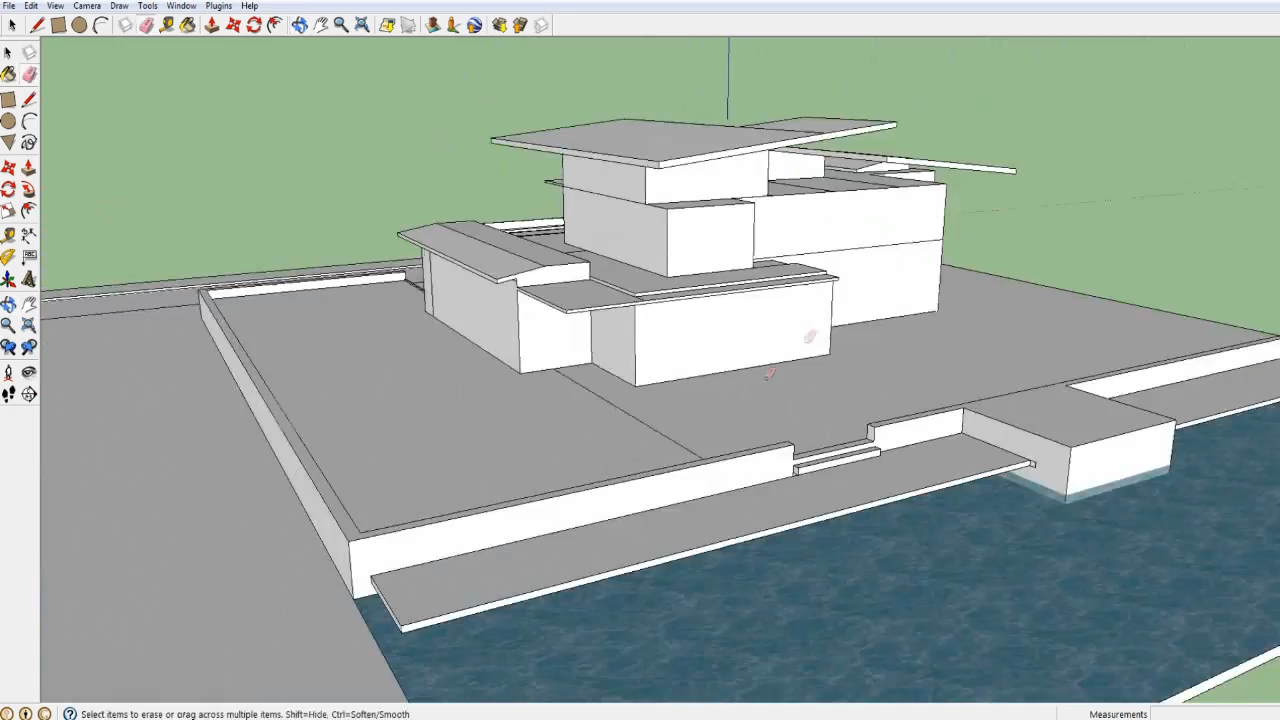 File Edit View Camera Draw Tools Window Plugins Help
Select items to erase or drag across multiple items. Shift=Hide, Ctrl=Soften/Smooth
Measurements